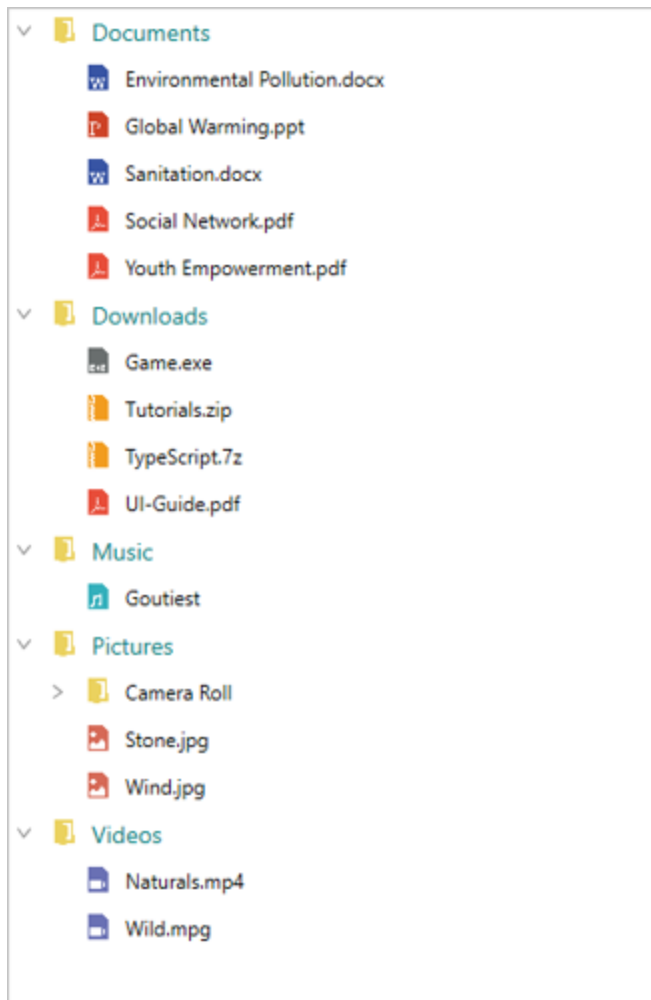 Documents
Environmental Pollution.docx
Global Warming.ppt
Sanitation.docx
Social Network.pdf
Youth Empowerment.pdf
Downloads
Game.exe
Tutorials.zip
TypeScript.7z
UI-Guide.pdf
Music
Goutiest
Pictures
Camera Roll
Stone.jpg
Wind.jpg
Videos
Naturals.mp4
Wild.mpg